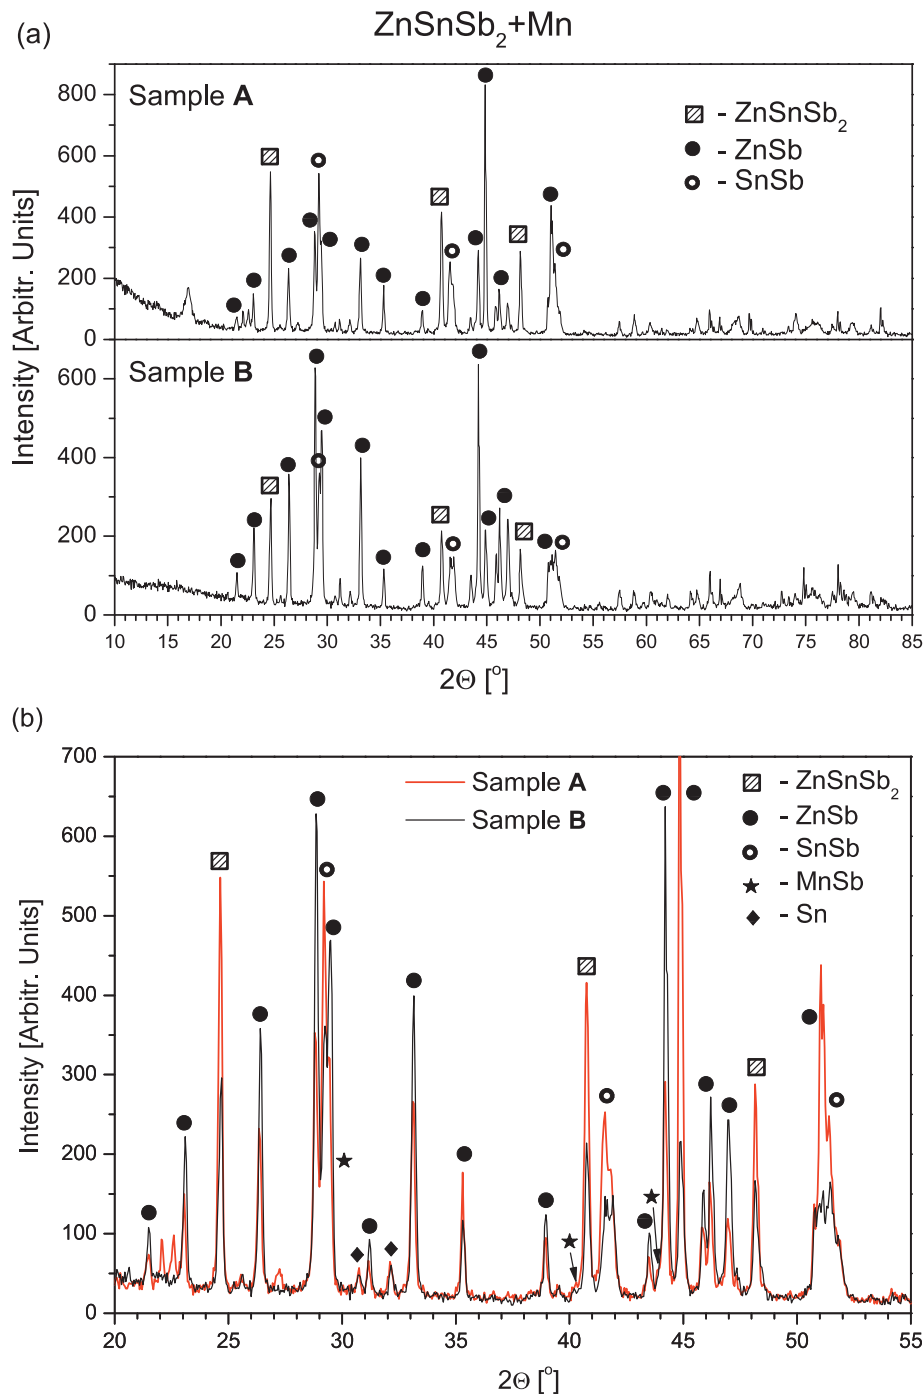 (a)
ZnSnSb₂+Mn
Sample A
- ZnSnSb₂
- ZnSb
- SnSb
800
600
400
200
0
Sample B
600
400
200
0
Intensity [Arbitr. Units]
10 15 20 25 30 35 40 45 50 55 60 65 70 75 80 85
2Θ [°]
(b)
700
600
500
400
300
200
100
0
Intensity [Arbitr. Units]
Sample A
Sample B
- ZnSnSb₂
- ZnSb
- SnSb
- MnSb
- Sn
20 25 30 35 40 45 50 55
2Θ [°]